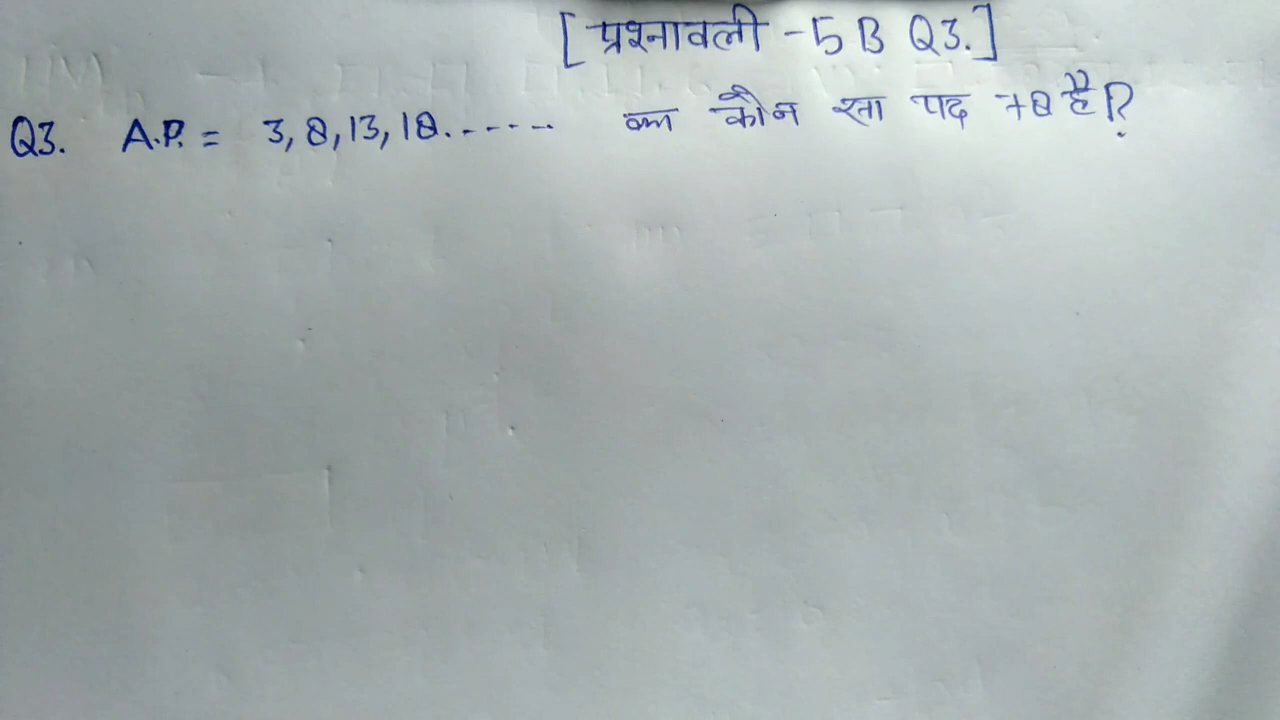 [प्रश्नावली -5 B Q3.]
Q3. A.P. = 3, 8, 13, 18...... का कौन सा पद 78 है?